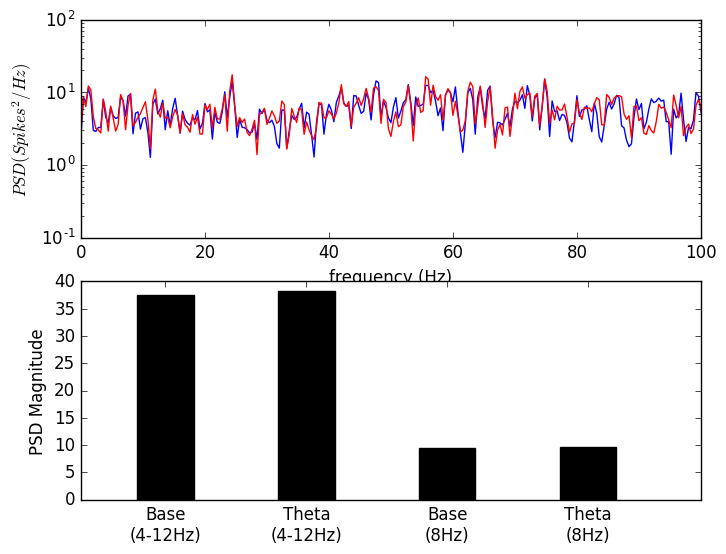 10^2
10^1
10^0
10^-1
PSD(Spikes^2/Hz)
0 20 40 60 80 100
frequency (Hz)
40
35
30
25
20
15
10
5
0
PSD Magnitude
Base Theta Base Theta
(4-12Hz) (4-12Hz) (8Hz) (8Hz)